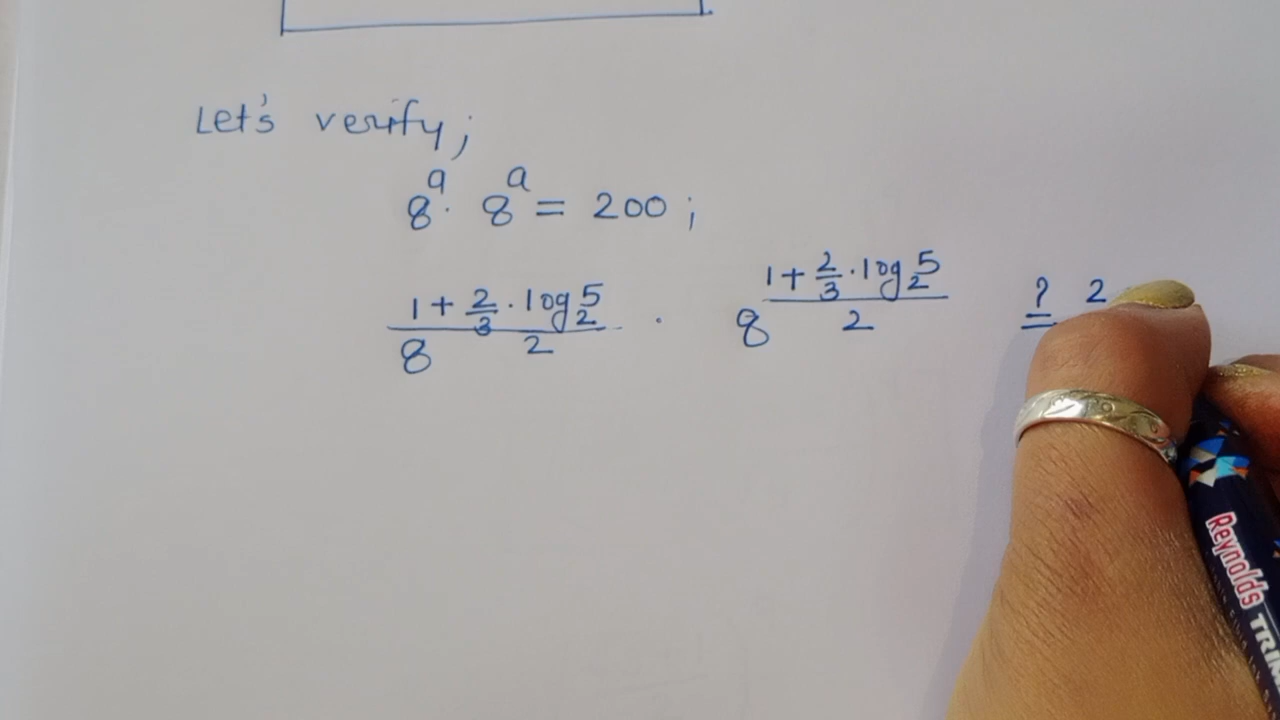 Let's verify;
8^a · 8^a = 200 ;
8^((1 + 2/3 · log_2 5)/2) · 8^((1 + 2/3 · log_2 5)/2) ?= 2
Reynolds TRIM